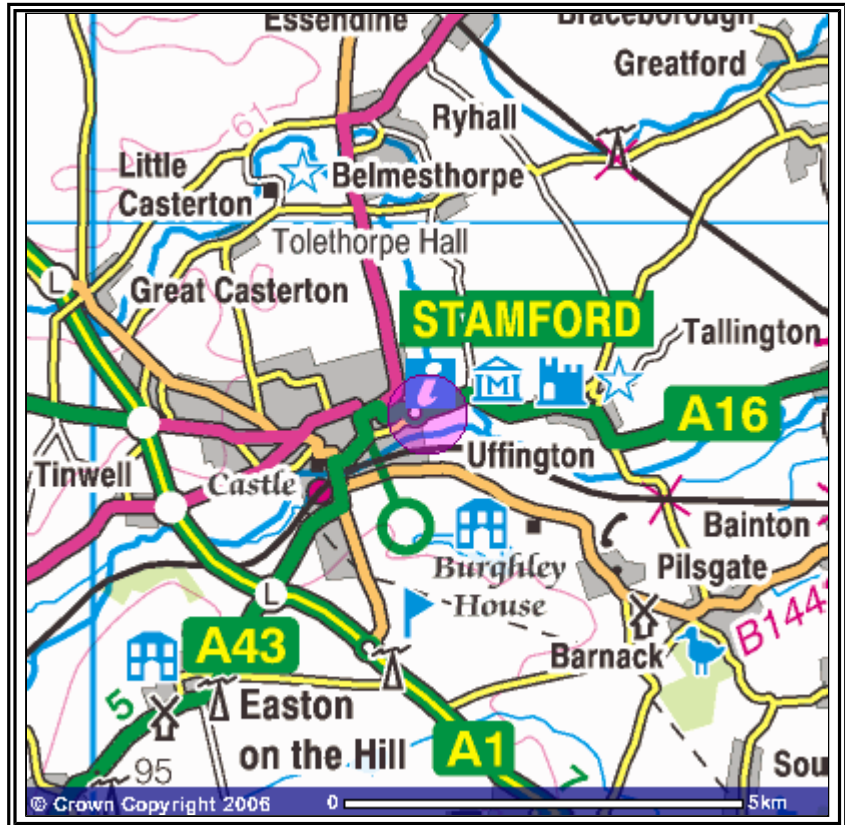 Essendine
Braceborough
Greatford
Ryhall
61
Little
Casterton
Belmesthorpe
Tolethorpe Hall
L
Great Casterton
STAMFORD
Tallington
i
M
A16
Tinwell
Castle
Uffington
Bainton
Burghley
House
Pilsgate
B144
A43
Barnack
5
Easton
on the Hill
A1
7
Sou
95
L
© Crown Copyright 2006
0
5km